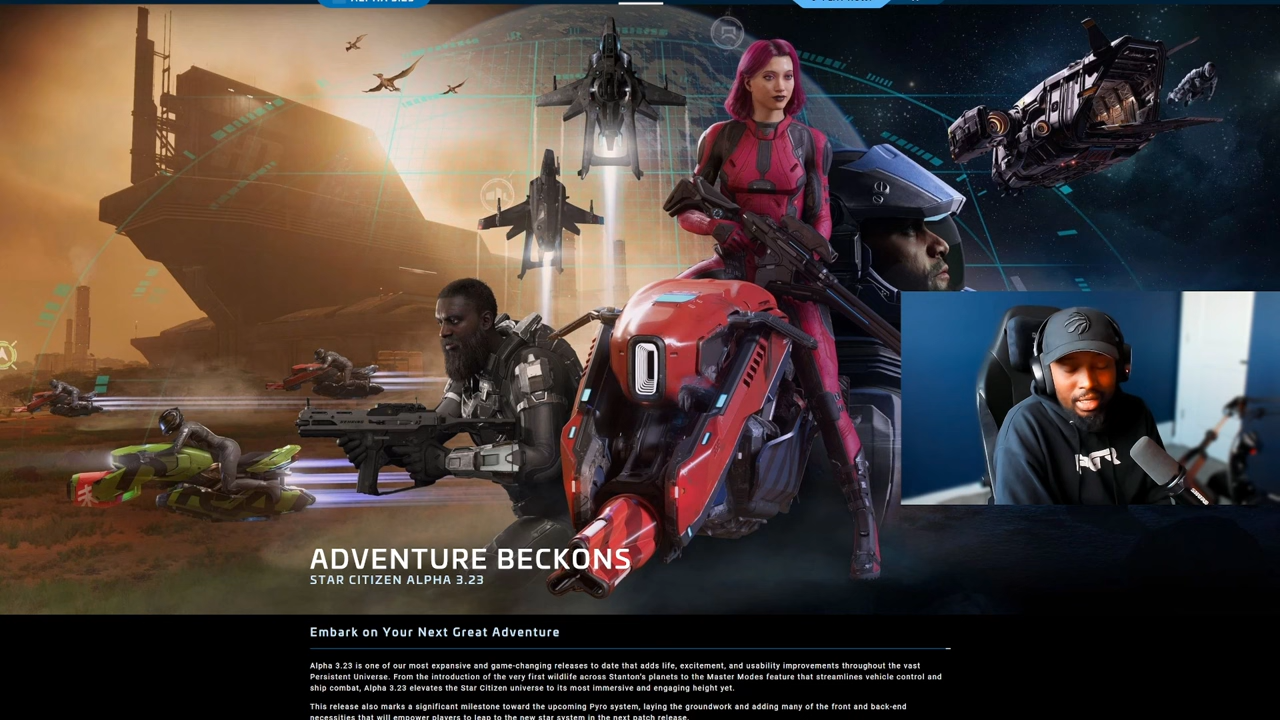 ADVENTURE BECKONS
STAR CITIZEN ALPHA 3.23
Embark on Your Next Great Adventure
Alpha 3.23 is one of our most expansive and game-changing releases to date that adds life, excitement, and usability improvements throughout the vast
Persistent Universe. From the introduction of the very first wildlife across Stanton's planets to the Master Modes feature that streamlines vehicle control and
ship combat, Alpha 3.23 elevates the Star Citizen universe to its most immersive and engaging height yet.
This release also marks a significant milestone toward the upcoming Pyro system, laying the groundwork and adding many of the front and back-end
necessities that will empower players to leap to the new star system in the next patch release.